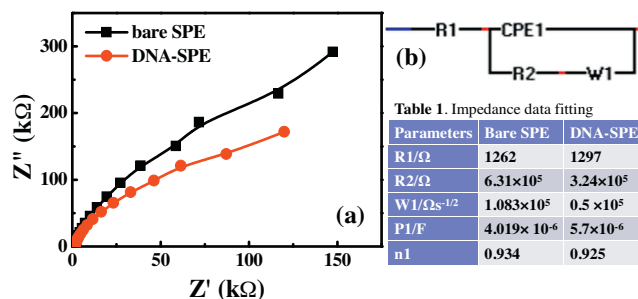 (a)
bare SPE
DNA-SPE
300
200
100
0
Z'' (kΩ)
0 50 100 150 200
Z' (kΩ)
(b)
R1 CPE1
R2 W1
Table 1. Impedance data fitting
Parameters Bare SPE DNA-SPE
R1/Ω 1262 1297
R2/Ω 6.31×10⁵ 3.24×10⁵
W1/Ωs⁻¹/² 1.083×10⁵ 0.5 ×10⁵
P1/F 4.019× 10⁻⁶ 5.7×10⁻⁶
n1 0.934 0.925